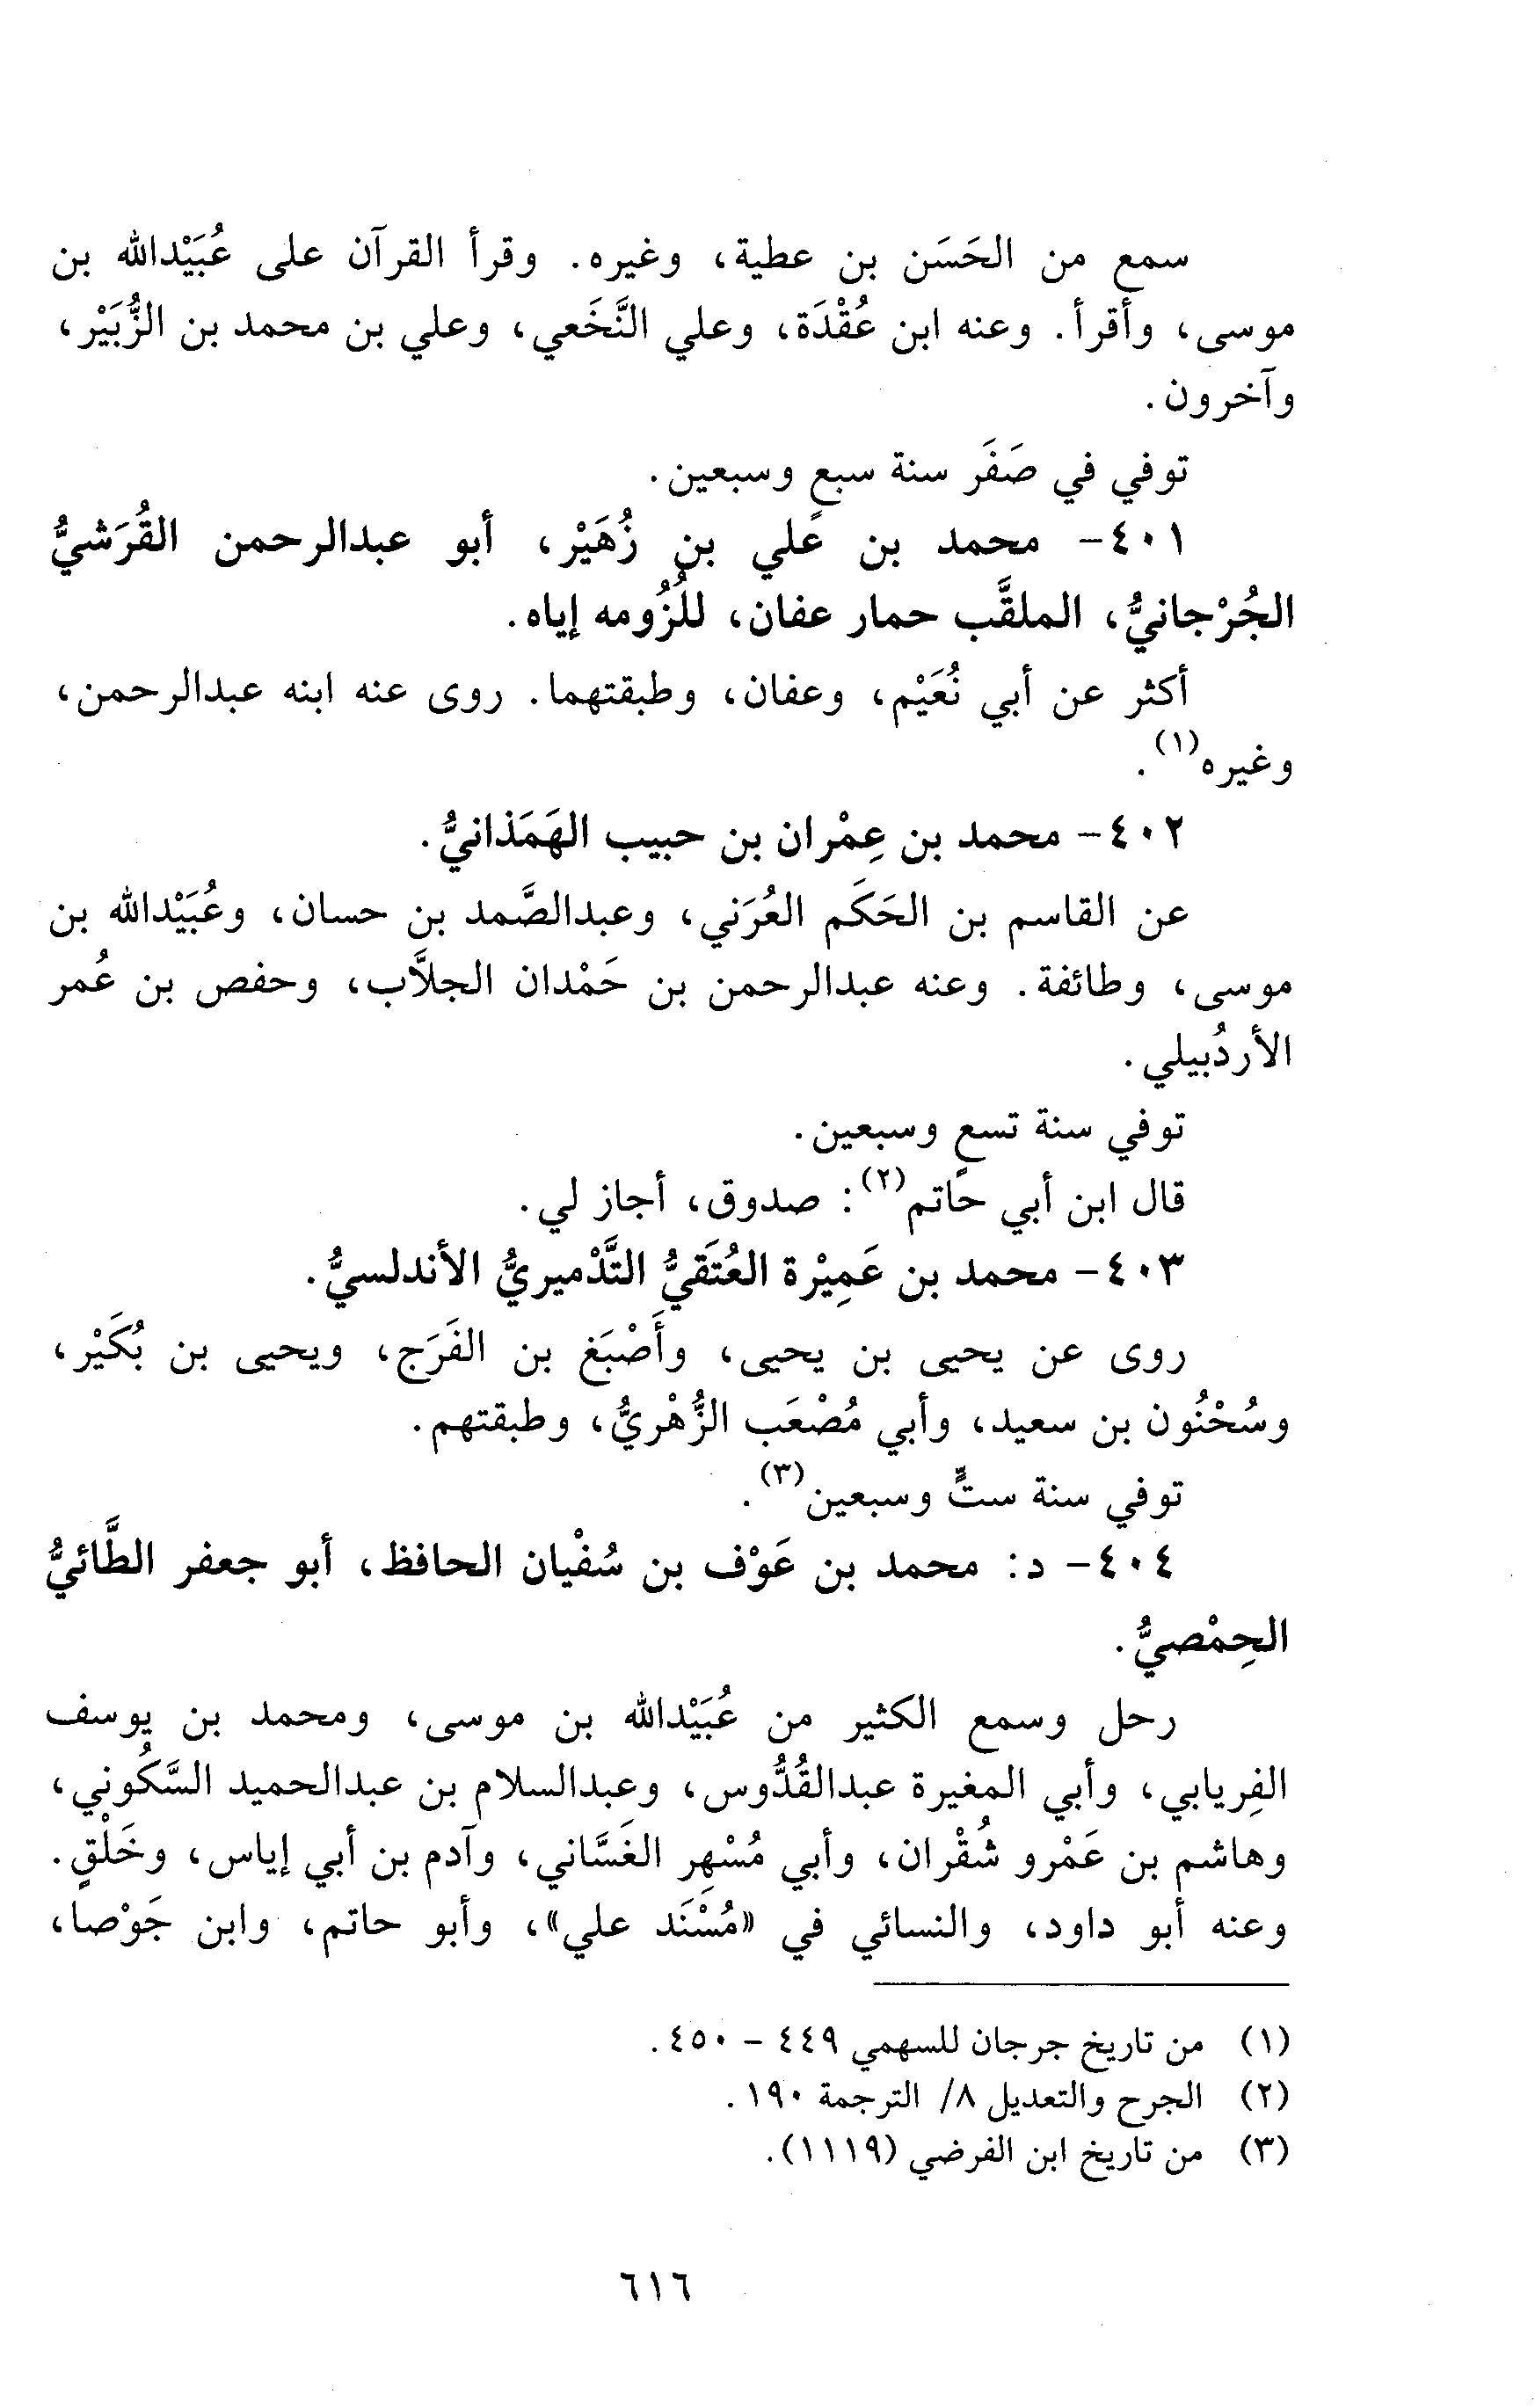 سمع من الحَسَن بن عطية، وغيره. وقرأ القرآن على عُبَيْدالله بن
موسى، وأقرأ. وعنه ابن عُقْدَة، وعلي النَّخَعي، وعلي بن محمد بن الزُّبَيْر،
وآخرون.
توفي في صَفَر سنة سبعٍ وسبعين.
٤٠١- محمد بن علي بن زُهَيْر، أبو عبدالرحمن القُرَشيُّ
الجُرْجانيُّ، الملقَّب حمار عفان، للُزُومه إياه.
أكثر عن أبي نُعَيْم، وعفان، وطبقتهما. روى عنه ابنه عبدالرحمن،
وغيره(١).
٤٠٢- محمد بن عِمْران بن حبيب الهَمَذانيُّ.
عن القاسم بن الحَكَم العُرَني، وعبدالصَّمد بن حسان، وعُبَيْدالله بن
موسى، وطائفة. وعنه عبدالرحمن بن حَمْدان الجلاَّب، وحفص بن عُمر
الأردُبيلي.
توفي سنة تسعٍ وسبعين.
قال ابن أبي حاتم(٢): صدوق، أجاز لي.
٤٠٣- محمد بن عَمِيْرة العُتَقيُّ التَّدْميريُّ الأندلسيُّ.
روى عن يحيى بن يحيى، وأَصْبَغ بن الفَرَج، ويحيى بن بُكَيْر،
وسُحْنُون بن سعيد، وأبي مُصْعَب الزُّهْريُّ، وطبقتهم.
توفي سنة ستٍّ وسبعين(٣).
٤٠٤- د: محمد بن عَوْف بن سُفْيان الحافظ، أبو جعفر الطَّائيُّ
الحِمْصيُّ.
رحل وسمع الكثير من عُبَيْدالله بن موسى، ومحمد بن يوسف
الفِريابي، وأبي المغيرة عبدالقُدُّوس، وعبدالسلام بن عبدالحميد السَّكُوني،
وهاشم بن عَمْرو شُقْران، وأبي مُسْهِر الغَسَّاني، وآدم بن أبي إياس، وخَلْقٍ.
وعنه أبو داود، والنسائي في «مُسْنَد علي»، وأبو حاتم، وابن جَوْصا،
(١) من تاريخ جرجان للسهمي ٤٤٩ - ٤٥٠.
(٢) الجرح والتعديل ٨/ الترجمة ١٩٠.
(٣) من تاريخ ابن الفرضي (١١١٩).
٦١٦